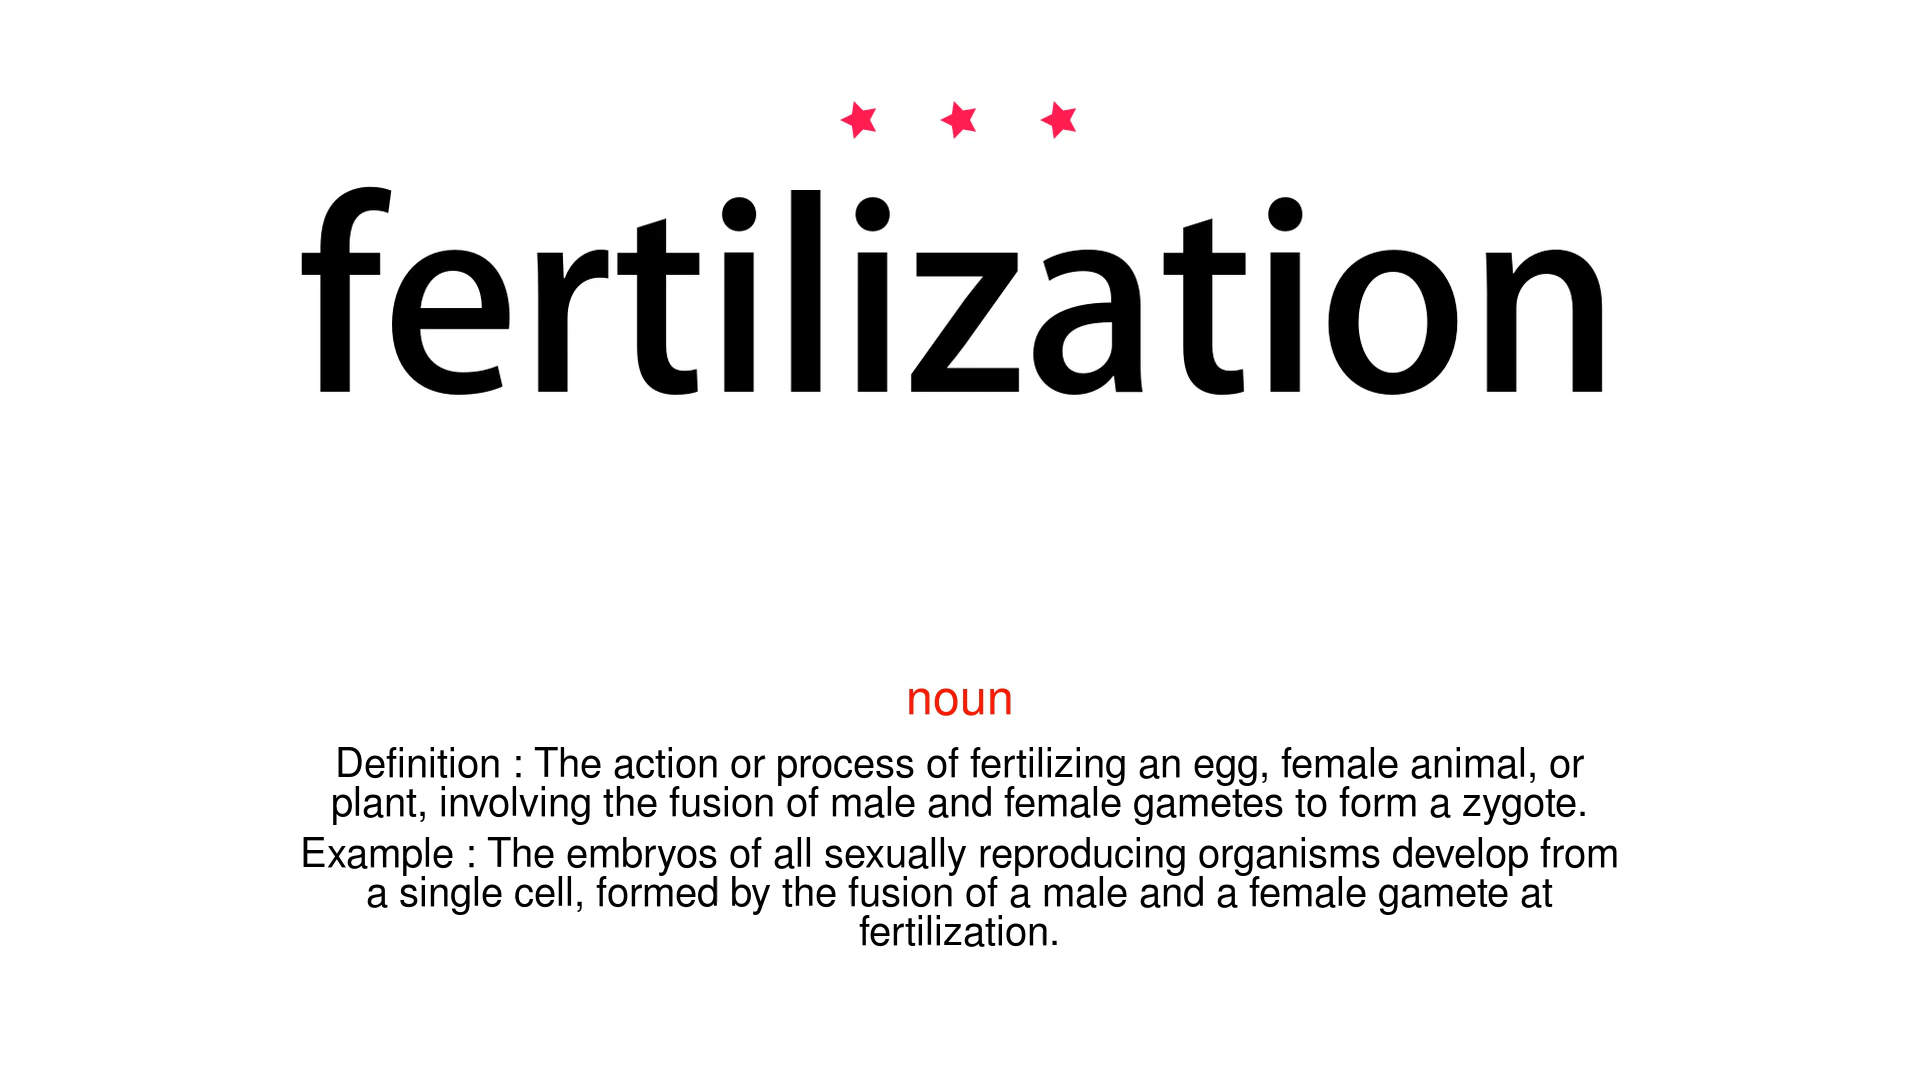 fertilization
noun
Definition : The action or process of fertilizing an egg, female animal, or
plant, involving the fusion of male and female gametes to form a zygote.
Example : The embryos of all sexually reproducing organisms develop from
a single cell, formed by the fusion of a male and a female gamete at
fertilization.